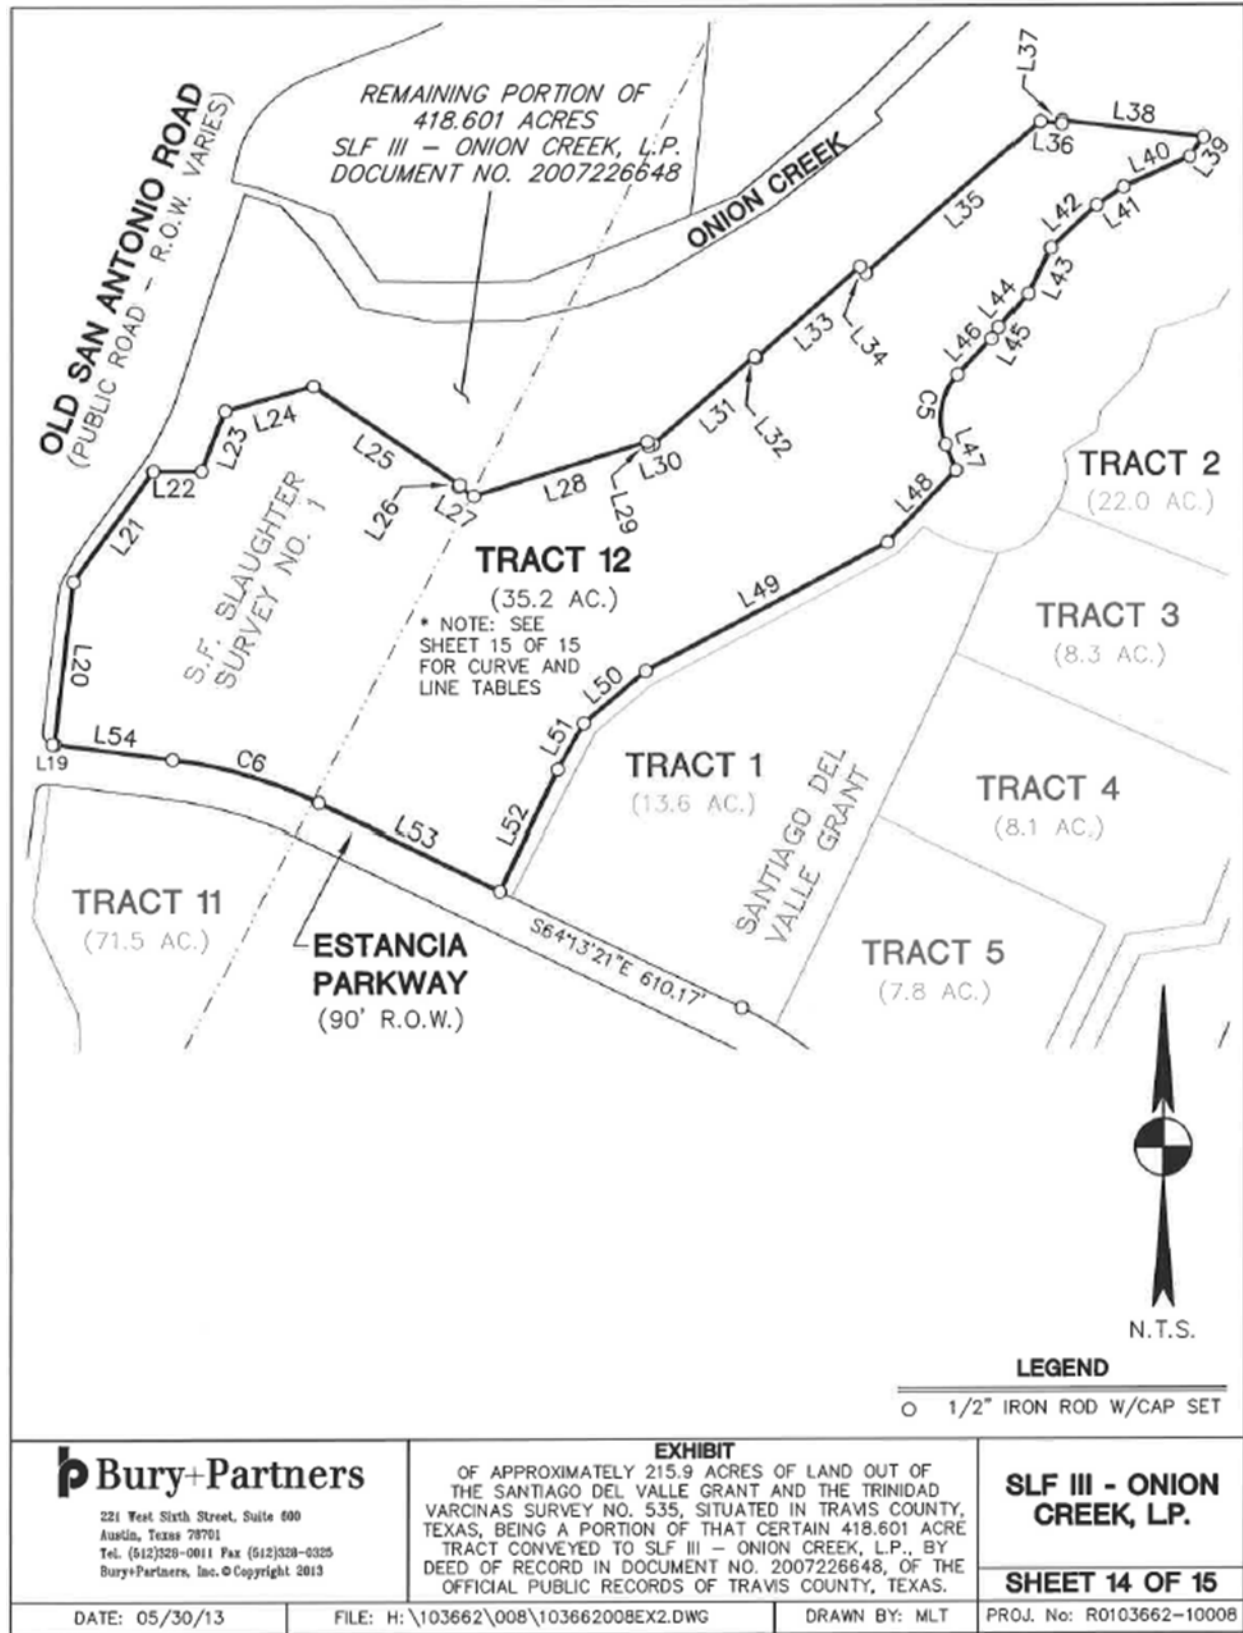 REMAINING PORTION OF
418.601 ACRES
SLF III – ONION CREEK, L.P.
DOCUMENT NO. 2007226648
OLD SAN ANTONIO ROAD
(PUBLIC ROAD - R.O.W. VARIES)
ONION CREEK
L37
L38
L36
L39
L40
L41
L42
L35
L43
L44
L45
L46
L33
L34
C5
L31
L32
L47
L24
L23
L25
L22
L30
L28
L29
L26
L27
L48
L21
S.F. SLAUGHTER
SURVEY NO. 1
TRACT 2
(22.0 AC.)
TRACT 12
(35.2 AC.)
* NOTE: SEE
SHEET 15 OF 15
FOR CURVE AND
LINE TABLES
L49
TRACT 3
(8.3 AC.)
L20
L50
L54
L19
C6
L51
TRACT 1
(13.6 AC.)
SANTIAGO DEL
VALLE GRANT
TRACT 4
(8.1 AC.)
L53
L52
TRACT 11
(71.5 AC.)
ESTANCIA
PARKWAY
(90' R.O.W.)
S64°13'21"E 610.17'
TRACT 5
(7.8 AC.)
N.T.S.
LEGEND
1/2" IRON ROD W/CAP SET
Bury+Partners
221 West Sixth Street, Suite 600
Austin, Texas 78701
Tel. (512)328-0011 Fax (512)328-0325
Bury+Partners, Inc. © Copyright 2013
EXHIBIT
OF APPROXIMATELY 215.9 ACRES OF LAND OUT OF
THE SANTIAGO DEL VALLE GRANT AND THE TRINIDAD
VARCINAS SURVEY NO. 535, SITUATED IN TRAVIS COUNTY,
TEXAS, BEING A PORTION OF THAT CERTAIN 418.601 ACRE
TRACT CONVEYED TO SLF III – ONION CREEK, L.P., BY
DEED OF RECORD IN DOCUMENT NO. 2007226648, OF THE
OFFICIAL PUBLIC RECORDS OF TRAVIS COUNTY, TEXAS.
SLF III - ONION
CREEK, L.P.
SHEET 14 OF 15
DATE: 05/30/13
FILE: H:\103662\008\103662008EX2.DWG
DRAWN BY: MLT
PROJ. No: R0103662-10008